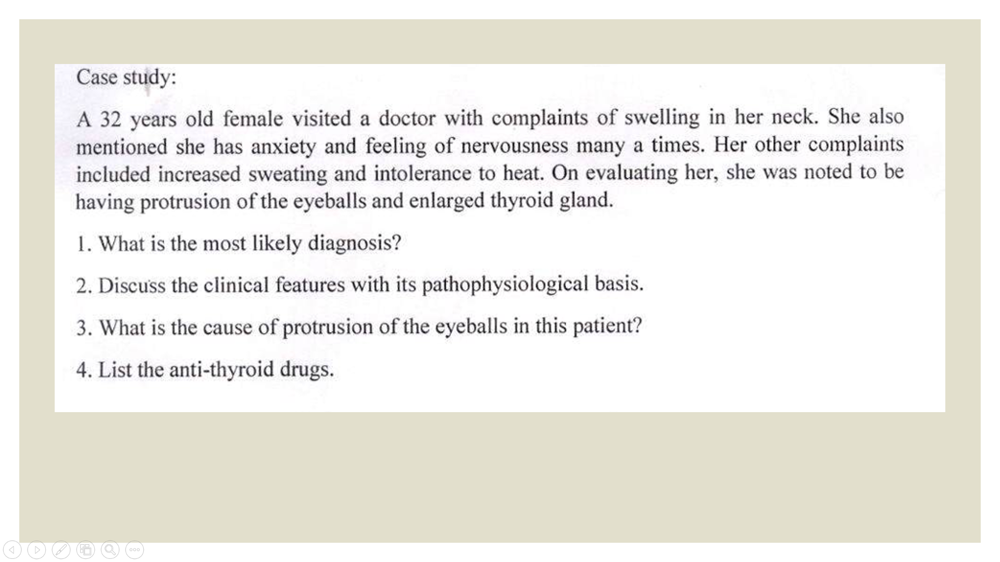 Case study:
A 32 years old female visited a doctor with complaints of swelling in her neck. She also
mentioned she has anxiety and feeling of nervousness many a times. Her other complaints
included increased sweating and intolerance to heat. On evaluating her, she was noted to be
having protrusion of the eyeballs and enlarged thyroid gland.
1. What is the most likely diagnosis?
2. Discuss the clinical features with its pathophysiological basis.
3. What is the cause of protrusion of the eyeballs in this patient?
4. List the anti-thyroid drugs.